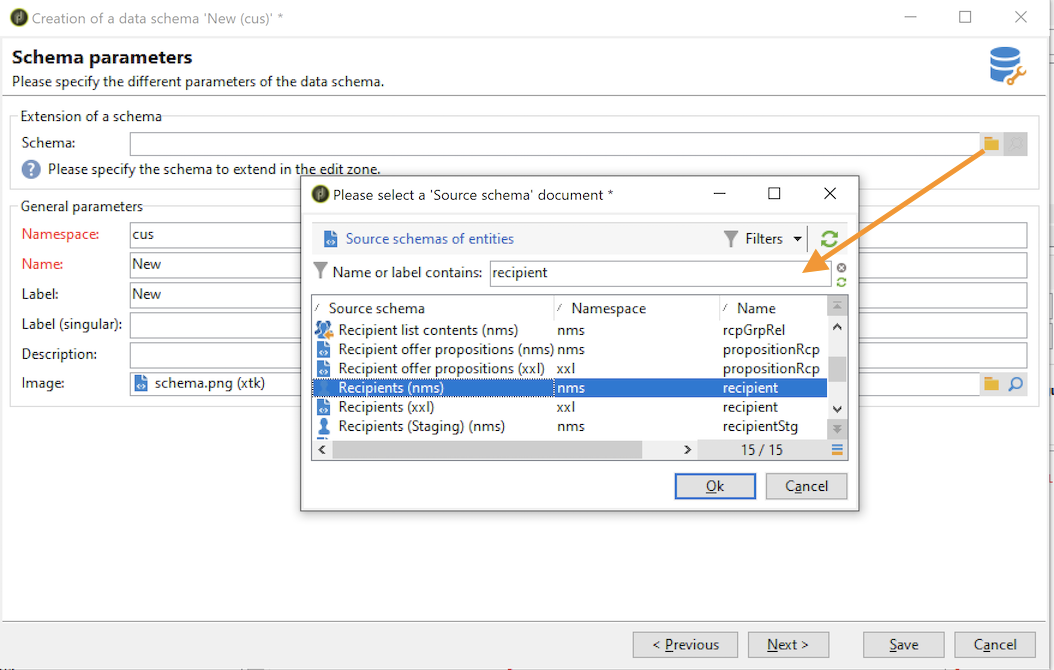 Creation of a data schema 'New (cus)' *
Schema parameters
Please specify the different parameters of the data schema.
Extension of a schema
Schema:
Please specify the schema to extend in the edit zone.
General parameters
Namespace: cus
Name: New
Label: New
Label (singular):
Description:
Image: schema.png (xtk)
Please select a 'Source schema' document *
Source schemas of entities Filters
Name or label contains: recipient
Source schema Namespace Name
Recipient list contents (nms) nms rcpGrpRel
Recipient offer propositions (nms) nms propositionRcp
Recipient offer propositions (xxl) xxl propositionRcp
Recipients (nms) nms recipient
Recipients (xxl) xxl recipient
Recipients (Staging) (nms) nms recipientStg
15 / 15
Ok Cancel
< Previous Next > Save Cancel